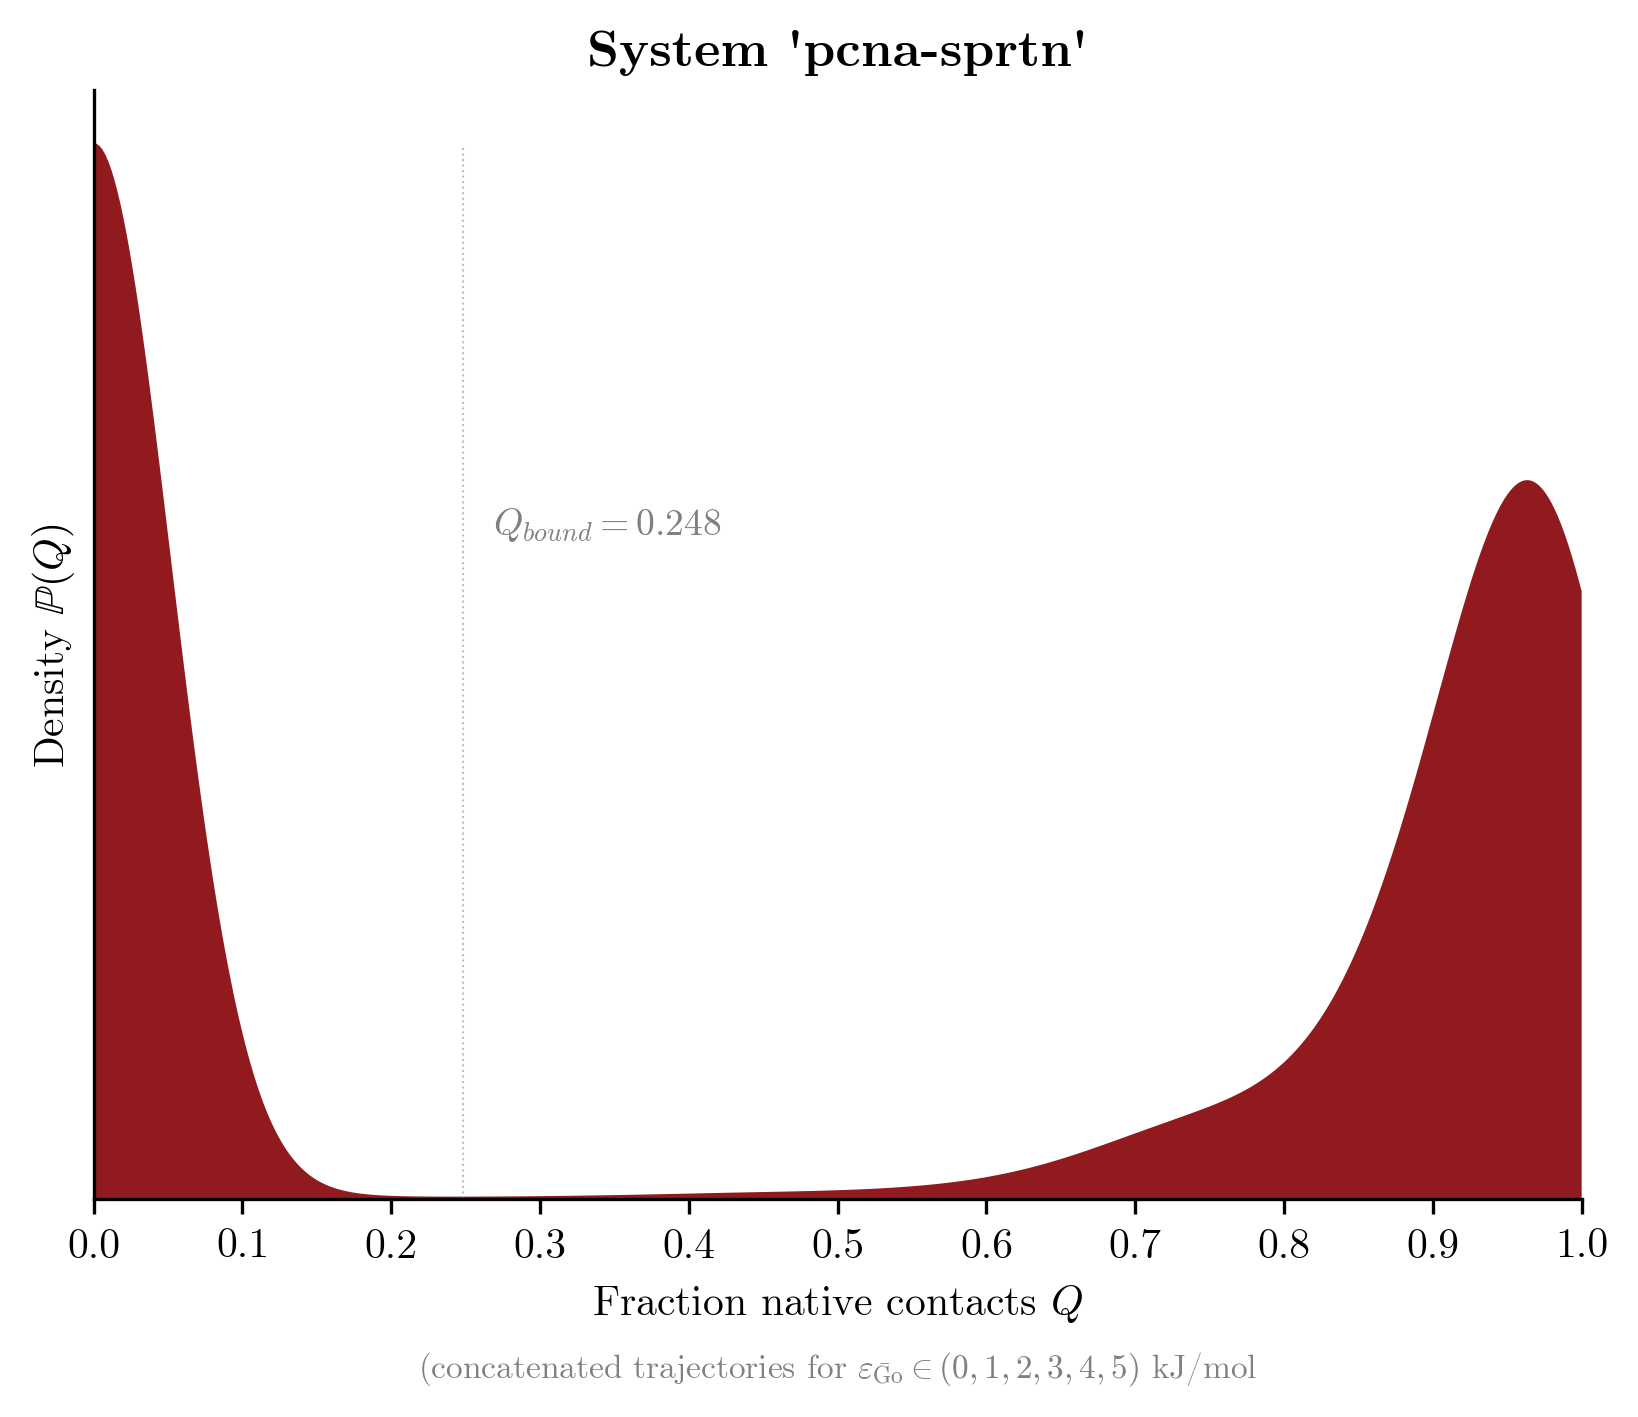 System 'pcna-sprtn'
Density ℙ(Q)
Q_bound = 0.248
0.0 0.1 0.2 0.3 0.4 0.5 0.6 0.7 0.8 0.9 1.0
Fraction native contacts Q
(concatenated trajectories for ε_Ḡo ∈ (0, 1, 2, 3, 4, 5) kJ/mol